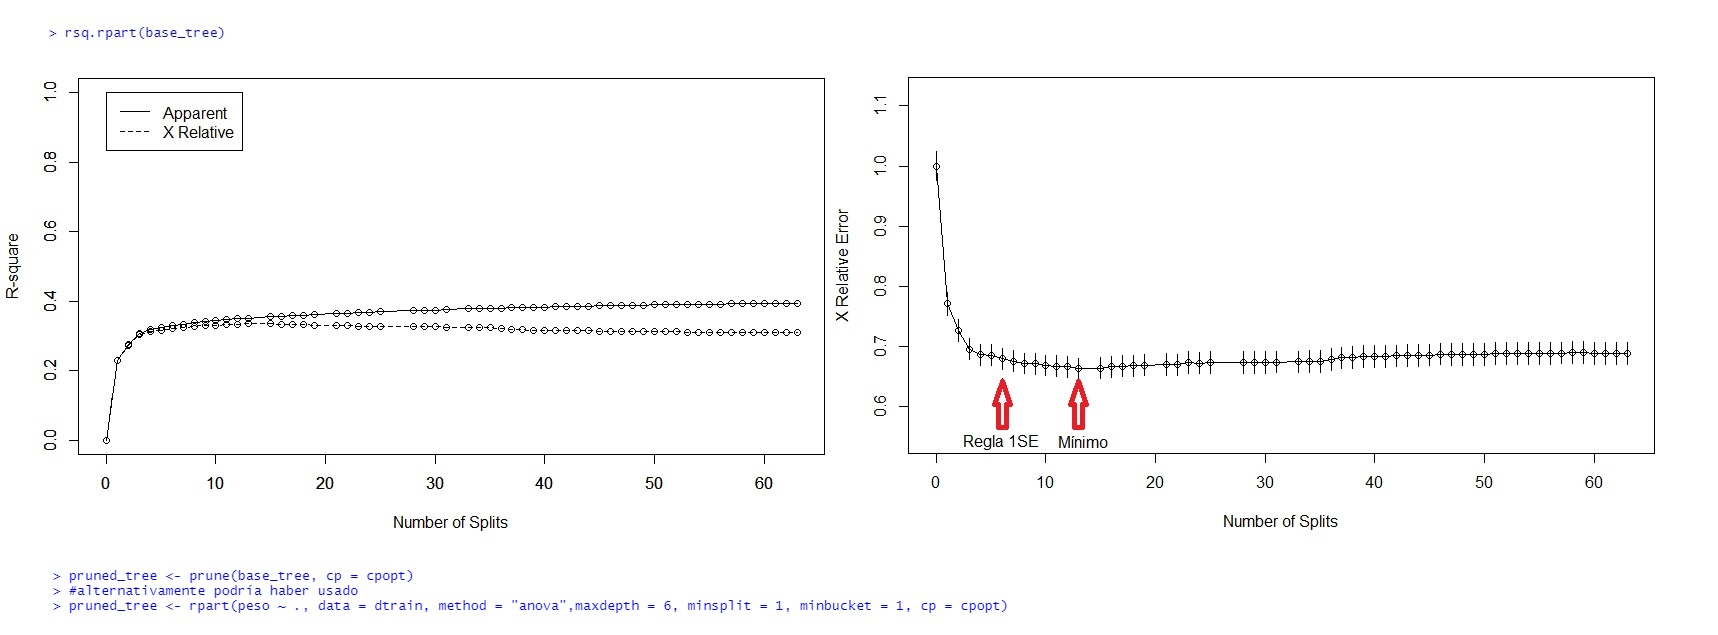 > rsq.rpart(base_tree)
1.0
0.8
0.6
0.4
0.2
0.0
R-square
Apparent
X Relative
0 10 20 30 40 50 60
Number of Splits
1.1
1.0
0.9
0.8
0.7
0.6
X Relative Error
Regla 1SE Mínimo
0 10 20 30 40 50 60
Number of Splits
> pruned_tree <- prune(base_tree, cp = cpopt)
> #alternativamente podría haber usado
> pruned_tree <- rpart(peso ~ ., data = dtrain, method = "anova",maxdepth = 6, minsplit = 1, minbucket = 1, cp = cpopt)